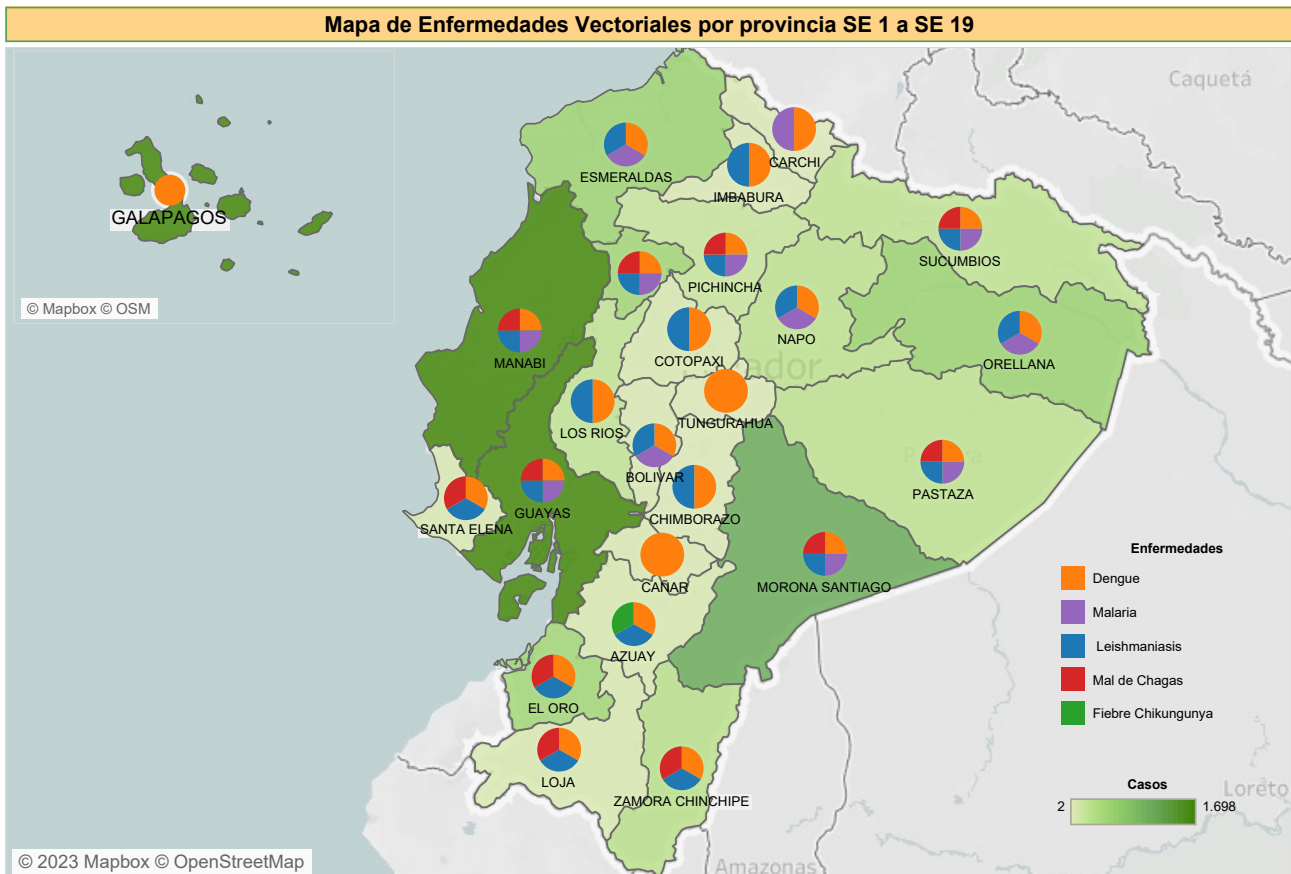 Mapa de Enfermedades Vectoriales por provincia SE 1 a SE 19
Caquetá
CARCHI
ESMERALDAS
IMBABURA
GALAPAGOS
SUCUMBIOS
PICHINCHA
© Mapbox © OSM
NAPO
MANABI
COTOPAXI
ORELLANA
TUNGURAHUA
LOS RIOS
BOLIVAR
PASTAZA
GUAYAS
CHIMBORAZO
SANTA ELENA
Enfermedades
Dengue
Malaria
Leishmaniasis
Mal de Chagas
Fiebre Chikungunya
CAÑAR
MORONA SANTIAGO
AZUAY
EL ORO
LOJA
ZAMORA CHINCHIPE
Casos
2
1.698
Loreto
Amazonas
© 2023 Mapbox © OpenStreetMap